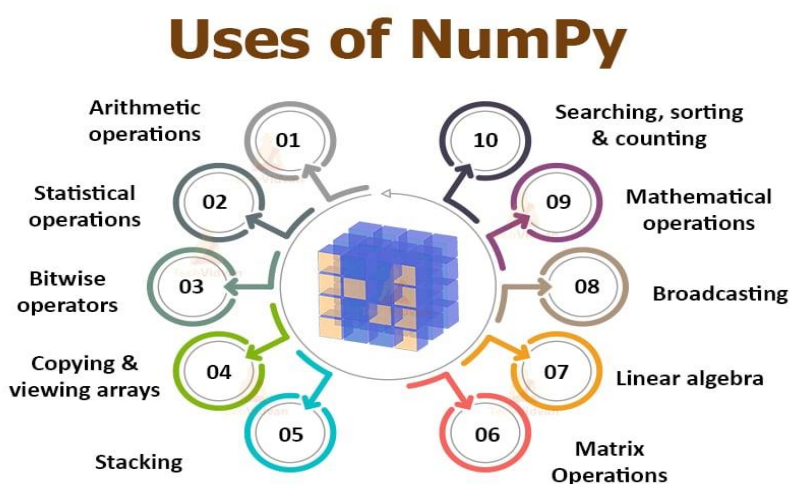 Uses of NumPy
01
Arithmetic
operations
02
Statistical
operations
03
Bitwise
operators
04
Copying &
viewing arrays
05
Stacking
06
Matrix
Operations
07
Linear algebra
08
Broadcasting
09
Mathematical
operations
10
Searching, sorting
& counting